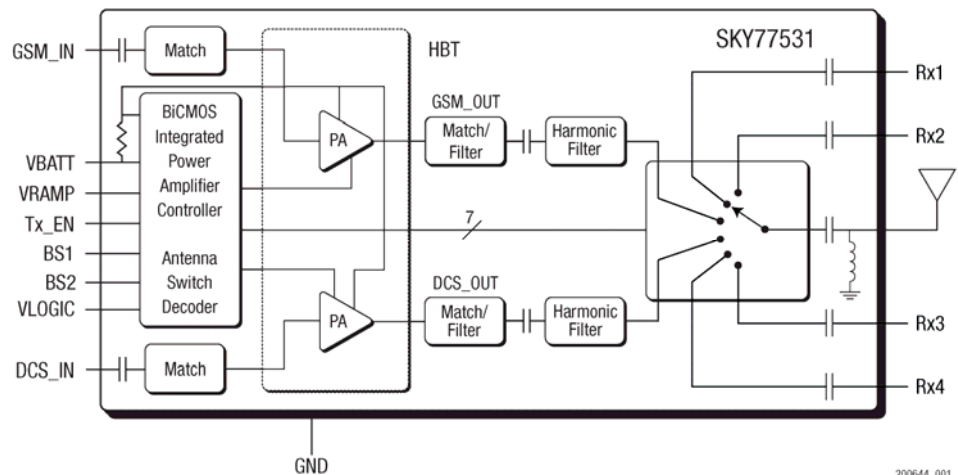 SKY77531
GSM_IN
Match
HBT
Rx1
BiCMOS
Integrated
Power
Amplifier
Controller
Antenna
Switch
Decoder
PA
GSM_OUT
Match/
Filter
Harmonic
Filter
Rx2
VBATT
VRAMP
Tx_EN
BS1
BS2
VLOGIC
7
PA
DCS_OUT
Match/
Filter
Harmonic
Filter
Rx3
DCS_IN
Match
Rx4
GND
200644_001